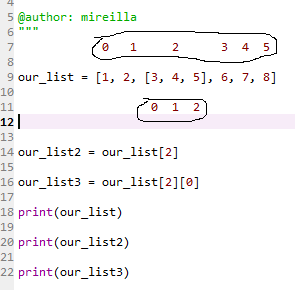 4
5 @author: mireilla
6 """
7 0 1 2 3 4 5
8
9 our_list = [1, 2, [3, 4, 5], 6, 7, 8]
10
11 0 1 2
12
13
14 our_list2 = our_list[2]
15
16 our_list3 = our_list[2][0]
17
18 print(our_list)
19
20 print(our_list2)
21
22 print(our_list3)